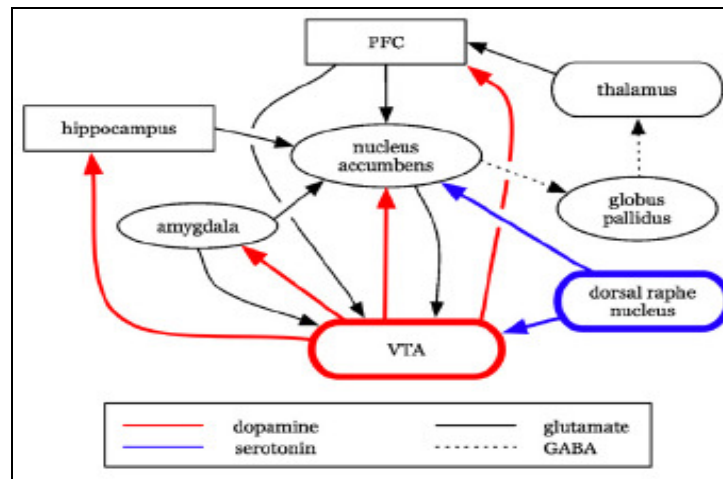 PFC
thalamus
hippocampus
nucleus
accumbens
globus
pallidus
amygdala
dorsal raphe
nucleus
VTA
dopamine
glutamate
serotonin
GABA